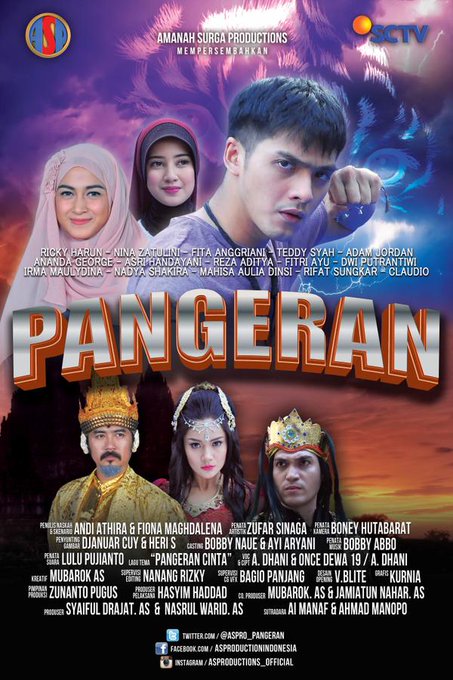 ASP
SCTV
AMANAH SURGA PRODUCTIONS
MEMPERSEMBAHKAN
RICKY HARUN - NINA ZATULINI - FITA ANGGRIANI - TEDDY SYAH - ADAM JORDAN
ANANDA GEORGE - ASRI HANDAYANI - REZA ADITYA - FITRI AYU - DWI PUTRANTIWI
IRMA MAULYDINA - NADYA SHAKIRA - MAHISA AULIA DINSI - RIFAT SUNGKAR - CLAUDIO
PANGERAN
PENULIS NASKAH & SKENARIO ANDI ATHIRA & FIONA MAGHDALENA PENATA ARTISTIK ZUFAR SINAGA PENATA KAMERA BONEY HUTABARAT
PENYUNTING GAMBAR DJANUAR CUY & HERI S CASTING BOBBY NAUE & AYI ARYANI PENATA MUSIK BOBBY ABBO
PENATA SUARA LULU PUJIANTO LAGU TEMA "PANGERAN CINTA" VOC & CPT A. DHANI & ONCE DEWA 19 / A. DHANI
KREATIF MUBAROK AS SUPERVISI EDITING NANANG RIZKY SUPERVISI CG VFX BAGIO PANJANG DESAIN OPENING V.BLITE GRAFIS KURNIA
PIMPINAN PRODUKSI ZUNANTO PUGUS PRODUSER PELAKSANA HASYIM HADDAD CO. PRODUSER MUBAROK. AS & JAMIATUN NAHAR. AS
PRODUSER SYAIFUL DRAJAT. AS & NASRUL WARID. AS SUTRADARA AI MANAF & AHMAD MANOPO
TWITTER.COM / @ASPRO_PANGERAN
FACEBOOK.COM / ASPRODUCTIONINDONESIA
INSTAGRAM / ASPRODUCTIONS_OFFICIAL